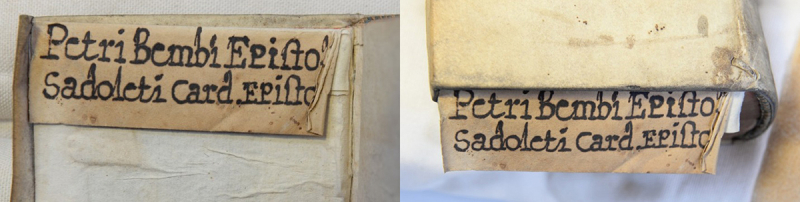 Petri Bembi Epiſto
Sadoleti Card. Epiſto
Petri Bembi Epiſto
Sadoleti Card. Epiſto